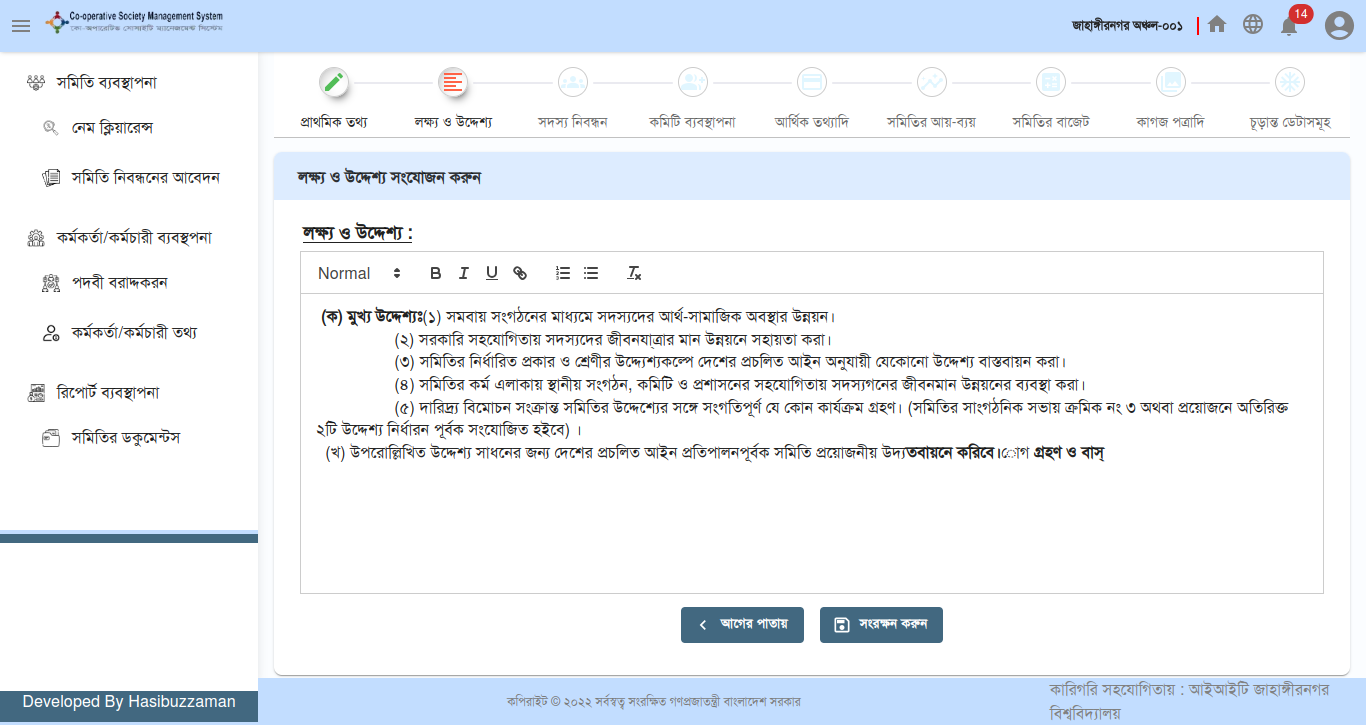 Co-operative Society Management System
কো-অপারেটিভ সোসাইটি ম্যানেজমেন্ট সিস্টেম
জাহাঙ্গীরনগর অঞ্চল-০০১
14
সমিতি ব্যবস্থাপনা
নেম ক্লিয়ারেন্স
সমিতি নিবন্ধনের আবেদন
কর্মকর্তা/কর্মচারী ব্যবস্থপনা
পদবী বরাদ্দকরন
কর্মকর্তা/কর্মচারী তথ্য
রিপোর্ট ব্যবস্থাপনা
সমিতির ডকুমেন্টস
Developed By Hasibuzzaman
প্রাথমিক তথ্য
লক্ষ্য ও উদ্দেশ্য
সদস্য নিবন্ধন
কমিটি ব্যবস্থাপনা
আর্থিক তথ্যাদি
সমিতির আয়-ব্যয়
সমিতির বাজেট
কাগজ পত্রাদি
চূড়ান্ত ডেটাসমূহ
লক্ষ্য ও উদ্দেশ্য সংযোজন করুন
লক্ষ্য ও উদ্দেশ্য :
Normal
(ক) মুখ্য উদ্দেশ্যঃ(১) সমবায় সংগঠনের মাধ্যমে সদস্যদের আর্থ-সামাজিক অবস্থার উন্নয়ন।
(২) সরকারি সহযোগিতায় সদস্যদের জীবনযাত্রার মান উন্নয়নে সহায়তা করা।
(৩) সমিতির নির্ধারিত প্রকার ও শ্রেণীর উদ্দ্যেশ্যকল্পে দেশের প্রচলিত আইন অনুযায়ী যেকোনো উদ্দেশ্য বাস্তবায়ন করা।
(৪) সমিতির কর্ম এলাকায় স্থানীয় সংগঠন, কমিটি ও প্রশাসনের সহযোগিতায় সদস্যগনের জীবনমান উন্নয়নের ব্যবস্থা করা।
(৫) দারিদ্র্য বিমোচন সংক্রান্ত সমিতির উদ্দেশ্যের সঙ্গে সংগতিপূর্ণ যে কোন কার্যক্রম গ্রহণ। (সমিতির সাংগঠনিক সভায় ক্রমিক নং ৩ অথবা প্রয়োজনে অতিরিক্ত
২টি উদ্দেশ্য নির্ধারন পূর্বক সংযোজিত হইবে) ।
(খ) উপরোল্লিখিত উদ্দেশ্য সাধনের জন্য দেশের প্রচলিত আইন প্রতিপালনপূর্বক সমিতি প্রয়োজনীয় উদ্যতবায়নে করিবে।োগ গ্রহণ ও বাস্
আগের পাতায়
সংরক্ষন করুন
কপিরাইট © ২০২২ সর্বস্বত্ব সংরক্ষিত গণপ্রজাতন্ত্রী বাংলাদেশ সরকার
কারিগরি সহযোগিতায় : আইআইটি জাহাঙ্গীরনগর
বিশ্ববিদ্যালয়